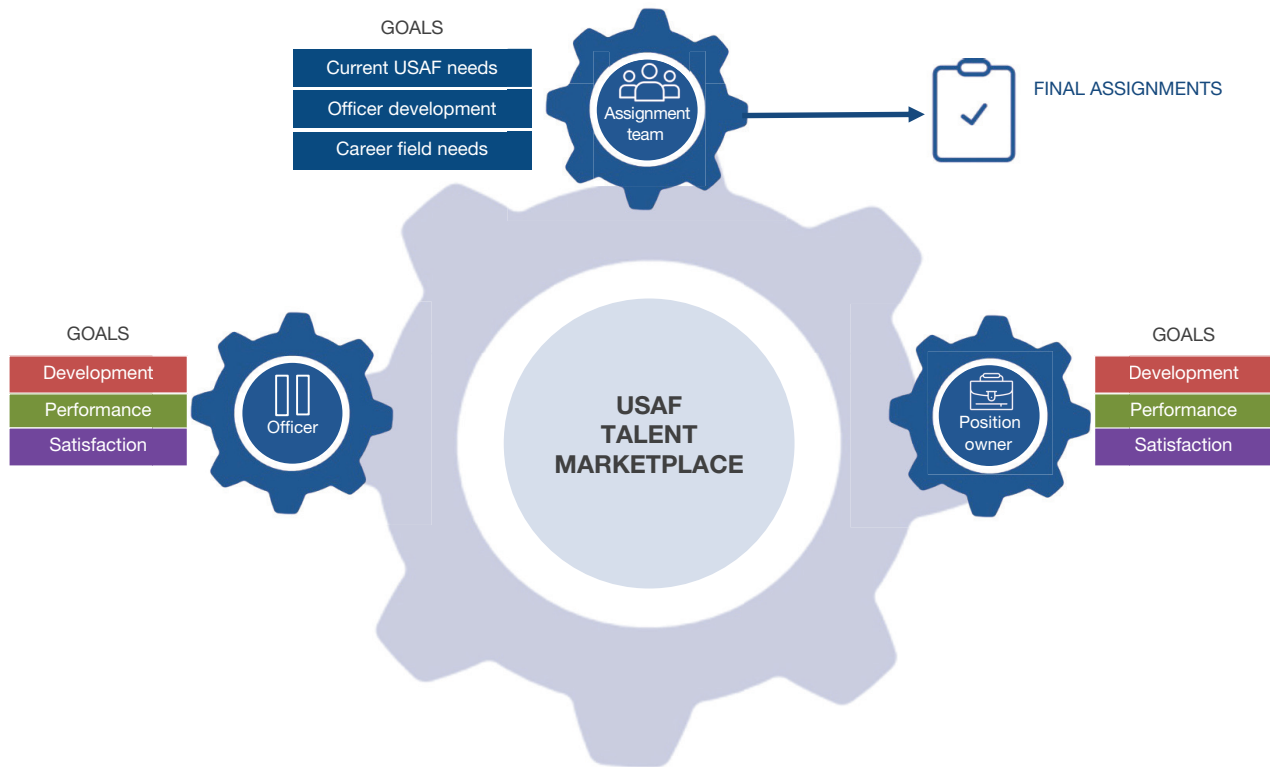 GOALS
Current USAF needs
Officer development
Career field needs
Assignment
team
FINAL ASSIGNMENTS
GOALS
Development
Performance
Satisfaction
Officer
USAF
TALENT
MARKETPLACE
Position
owner
GOALS
Development
Performance
Satisfaction